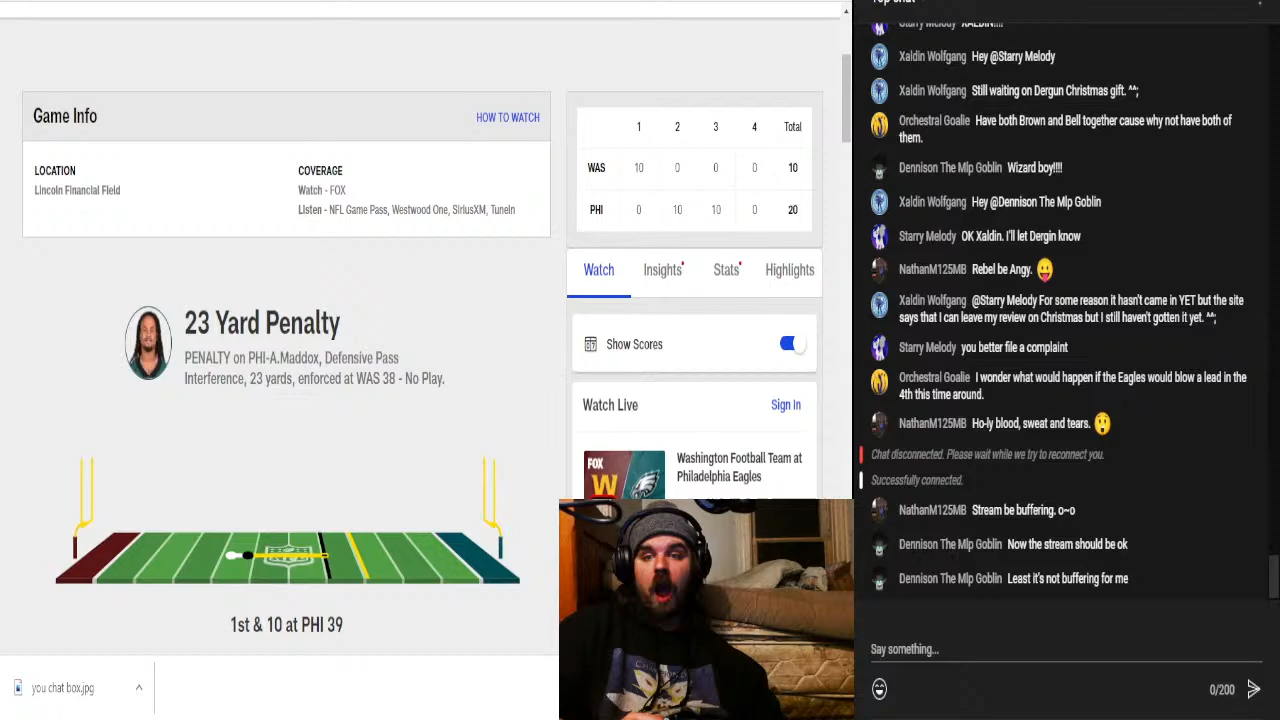 Game Info
HOW TO WATCH
LOCATION
Lincoln Financial Field
COVERAGE
Watch - FOX
Listen - NFL Game Pass, Westwood One, SiriusXM, TuneIn
1 2 3 4 Total
WAS 10 0 0 0 10
PHI 0 10 10 0 20
Watch Insights Stats Highlights
Show Scores
Watch Live Sign In
FOX
W
Washington Football Team at
Philadelphia Eagles
23 Yard Penalty
PENALTY on PHI-A.Maddox, Defensive Pass
Interference, 23 yards, enforced at WAS 38 - No Play.
NFL
1st & 10 at PHI 39
you chat box.jpg
Starry Melody XALDIN!!!!
Xaldin Wolfgang Hey @Starry Melody
Xaldin Wolfgang Still waiting on Dergun Christmas gift. ^^;
Orchestral Goalie Have both Brown and Bell together cause why not have both of
them.
Dennison The Mlp Goblin Wizard boy!!!!
Xaldin Wolfgang Hey @Dennison The Mlp Goblin
Starry Melody OK Xaldin. I'll let Dergin know
NathanM125MB Rebel be Angy.
Xaldin Wolfgang @Starry Melody For some reason it hasn't came in YET but the site
says that I can leave my review on Christmas but I still haven't gotten it yet. ^^;
Starry Melody you better file a complaint
Orchestral Goalie I wonder what would happen if the Eagles would blow a lead in the
4th this time around.
NathanM125MB Ho-ly blood, sweat and tears.
Chat disconnected. Please wait while we try to reconnect you.
Successfully connected.
NathanM125MB Stream be buffering. o~o
Dennison The Mlp Goblin Now the stream should be ok
Dennison The Mlp Goblin Least it's not buffering for me
Say something...
0/200